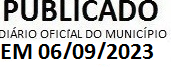 PUBLICADO
DIÁRIO OFICIAL DO MUNICÍPIO
EM 06/09/2023